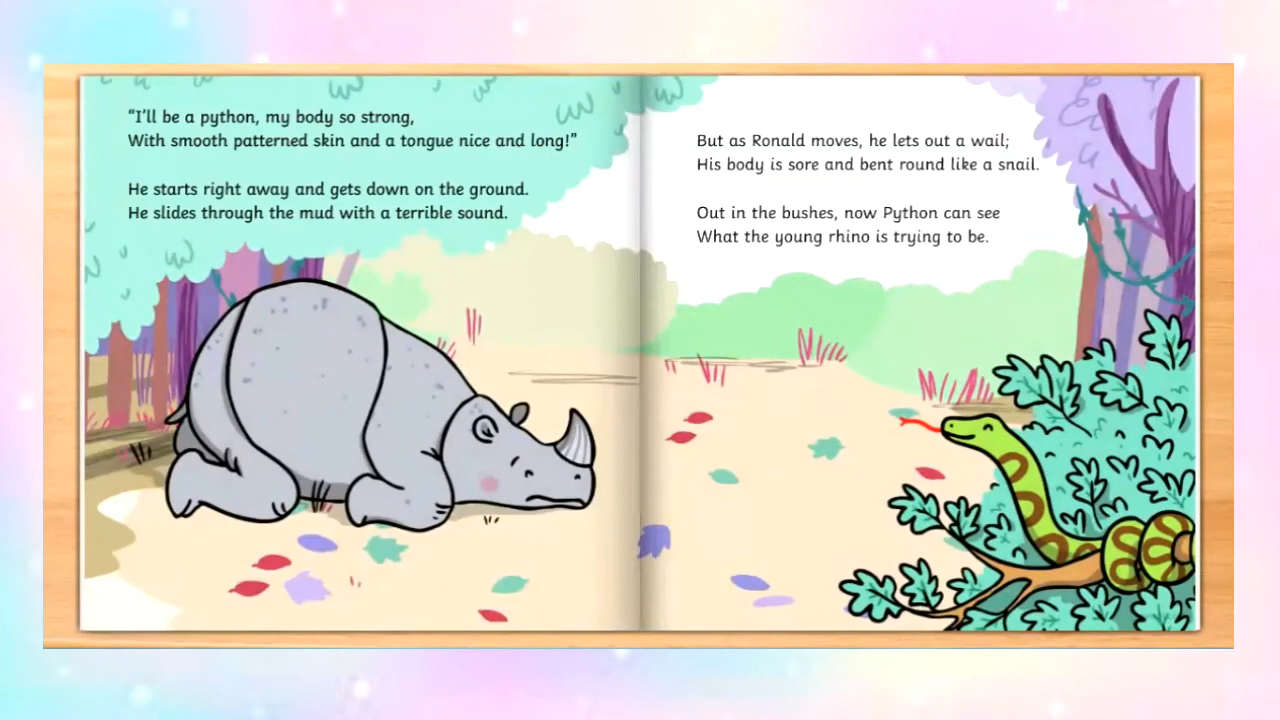 “I’ll be a python, my body so strong,
With smooth patterned skin and a tongue nice and long!”
He starts right away and gets down on the ground.
He slides through the mud with a terrible sound.
But as Ronald moves, he lets out a wail;
His body is sore and bent round like a snail.
Out in the bushes, now Python can see
What the young rhino is trying to be.